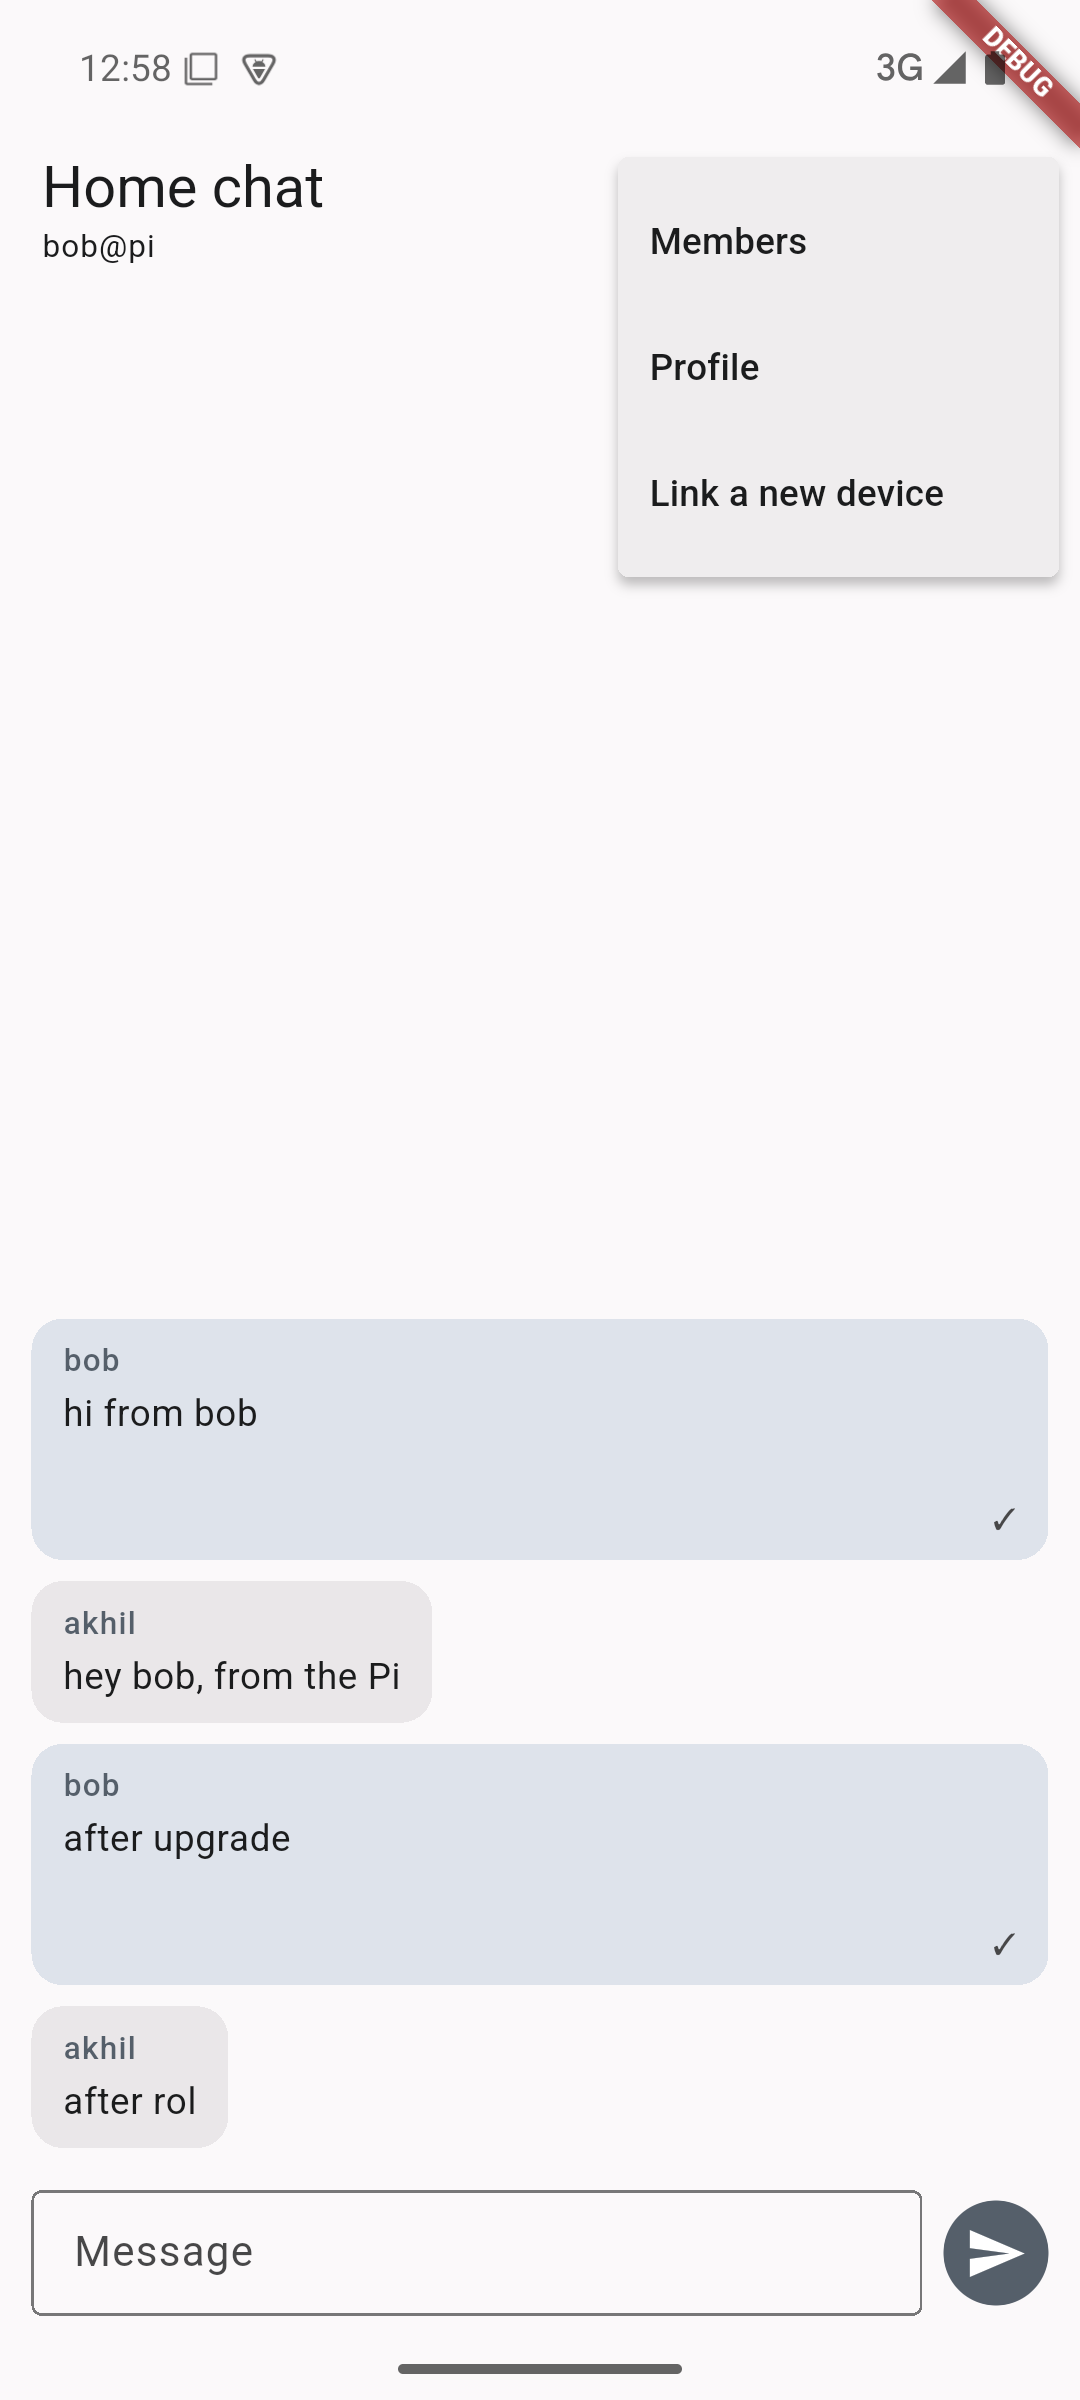 12:58
3G
DEBUG
Home chat
bob@pi
Members
Profile
Link a new device
bob
hi from bob
✓
akhil
hey bob, from the Pi
bob
after upgrade
✓
akhil
after rol
Message